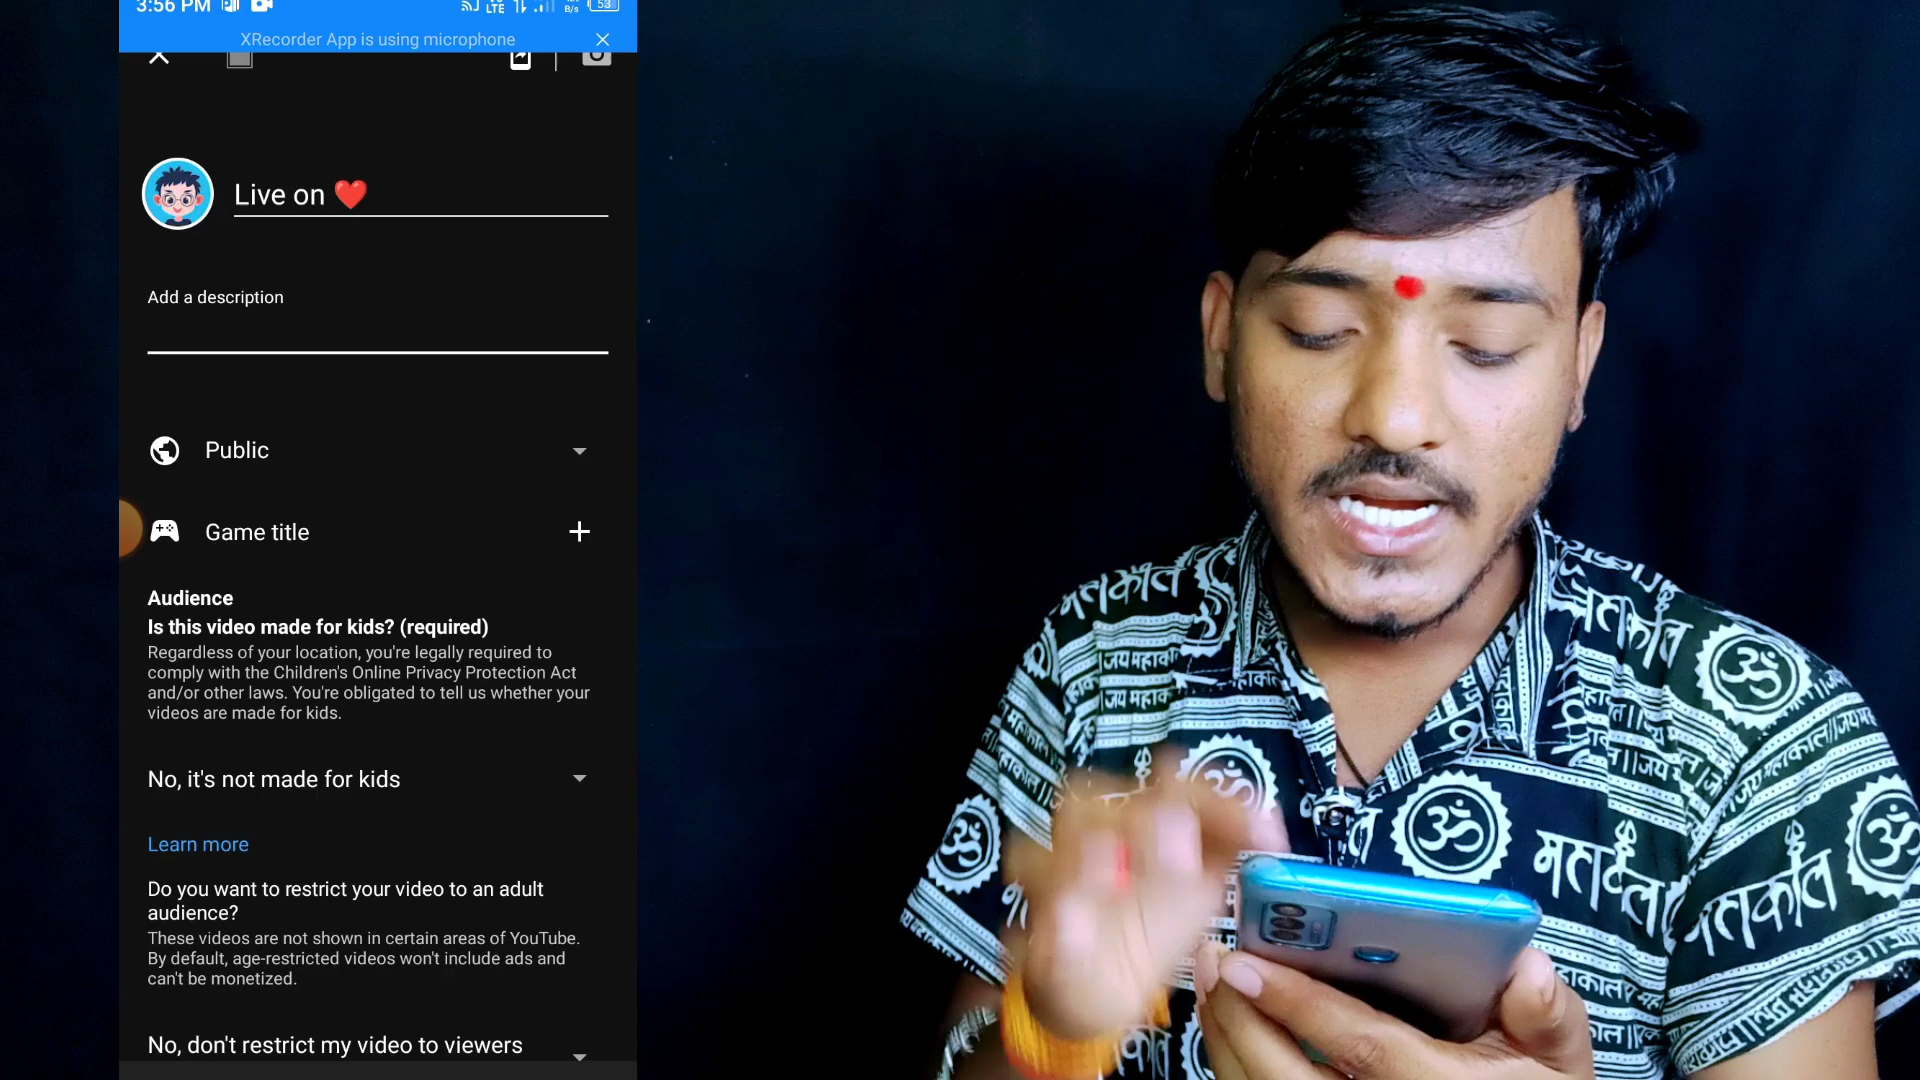 3:56 PM
LTE
B/s
53
XRecorder App is using microphone
Live on ❤️
Add a description
Public
Game title
Audience
Is this video made for kids? (required)
Regardless of your location, you're legally required to
comply with the Children's Online Privacy Protection Act
and/or other laws. You're obligated to tell us whether your
videos are made for kids.
No, it's not made for kids
Learn more
Do you want to restrict your video to an adult
audience?
These videos are not shown in certain areas of YouTube.
By default, age-restricted videos won't include ads and
can't be monetized.
No, don't restrict my video to viewers
जय महाकाल
ॐ
ॐ
ॐ
ॐ
ॐ